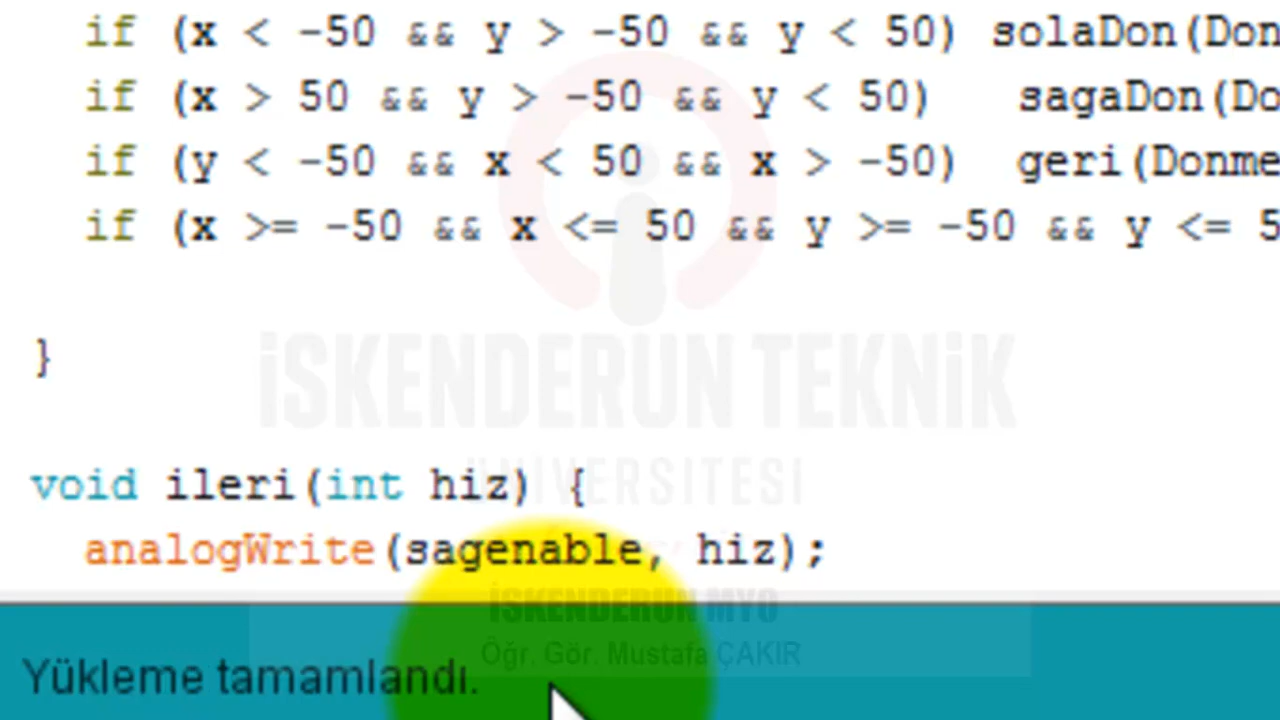 if (x < -50 && y > -50 && y < 50) solaDon(Don
if (x > 50 && y > -50 && y < 50)   sagaDon(Do
if (y < -50 && x < 50 && x > -50)  geri(Donme
if (x >= -50 && x <= 50 && y >= -50 && y <= 5
}
İSKENDERUN TEKNİK
ÜNİVERSİTESİ
void ileri(int hiz) {
analogWrite(sagenable, hiz);
İSKENDERUN MYO
Öğr. Gör. Mustafa ÇAKIR
Yükleme tamamlandı.